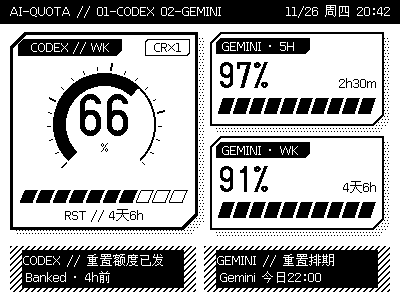 AI-QUOTA // 01-CODEX 02-GEMINI 11/26 周四 20:42
CODEX // WK
CR×1
66
%
RST // 4天6h
GEMINI · 5H
97%
2h30m
GEMINI · WK
91%
4天6h
CODEX // 重置额度已发
Banked · 4h前
GEMINI // 重置排期
Gemini 今日22:00